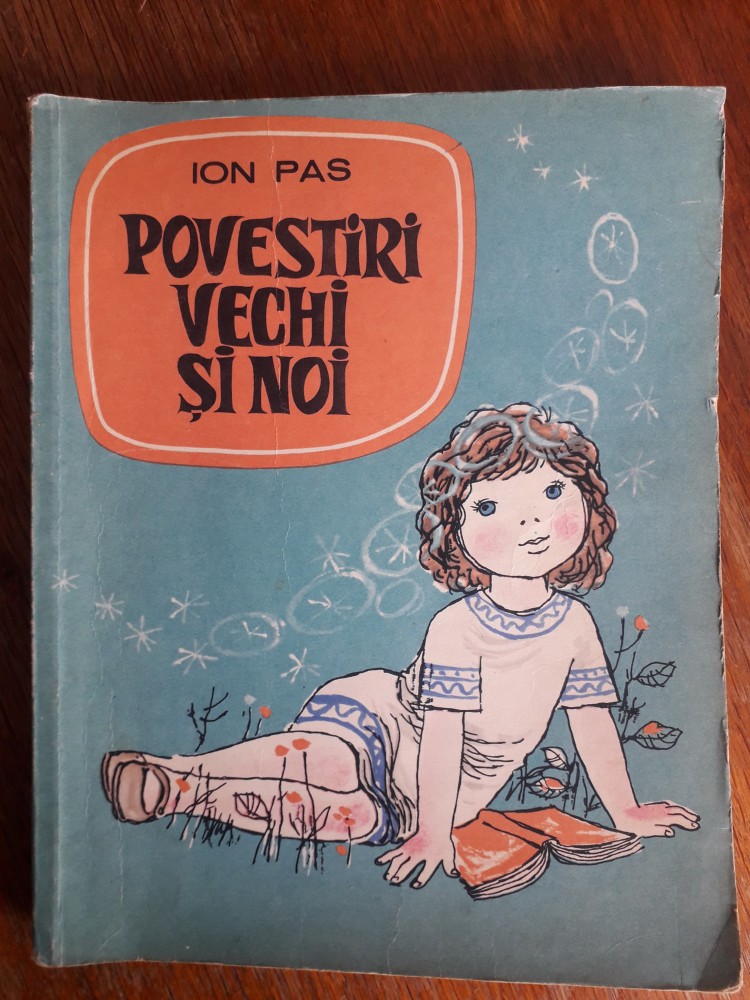 ION PAS
POVESTIRI
VECHI
ȘI NOI